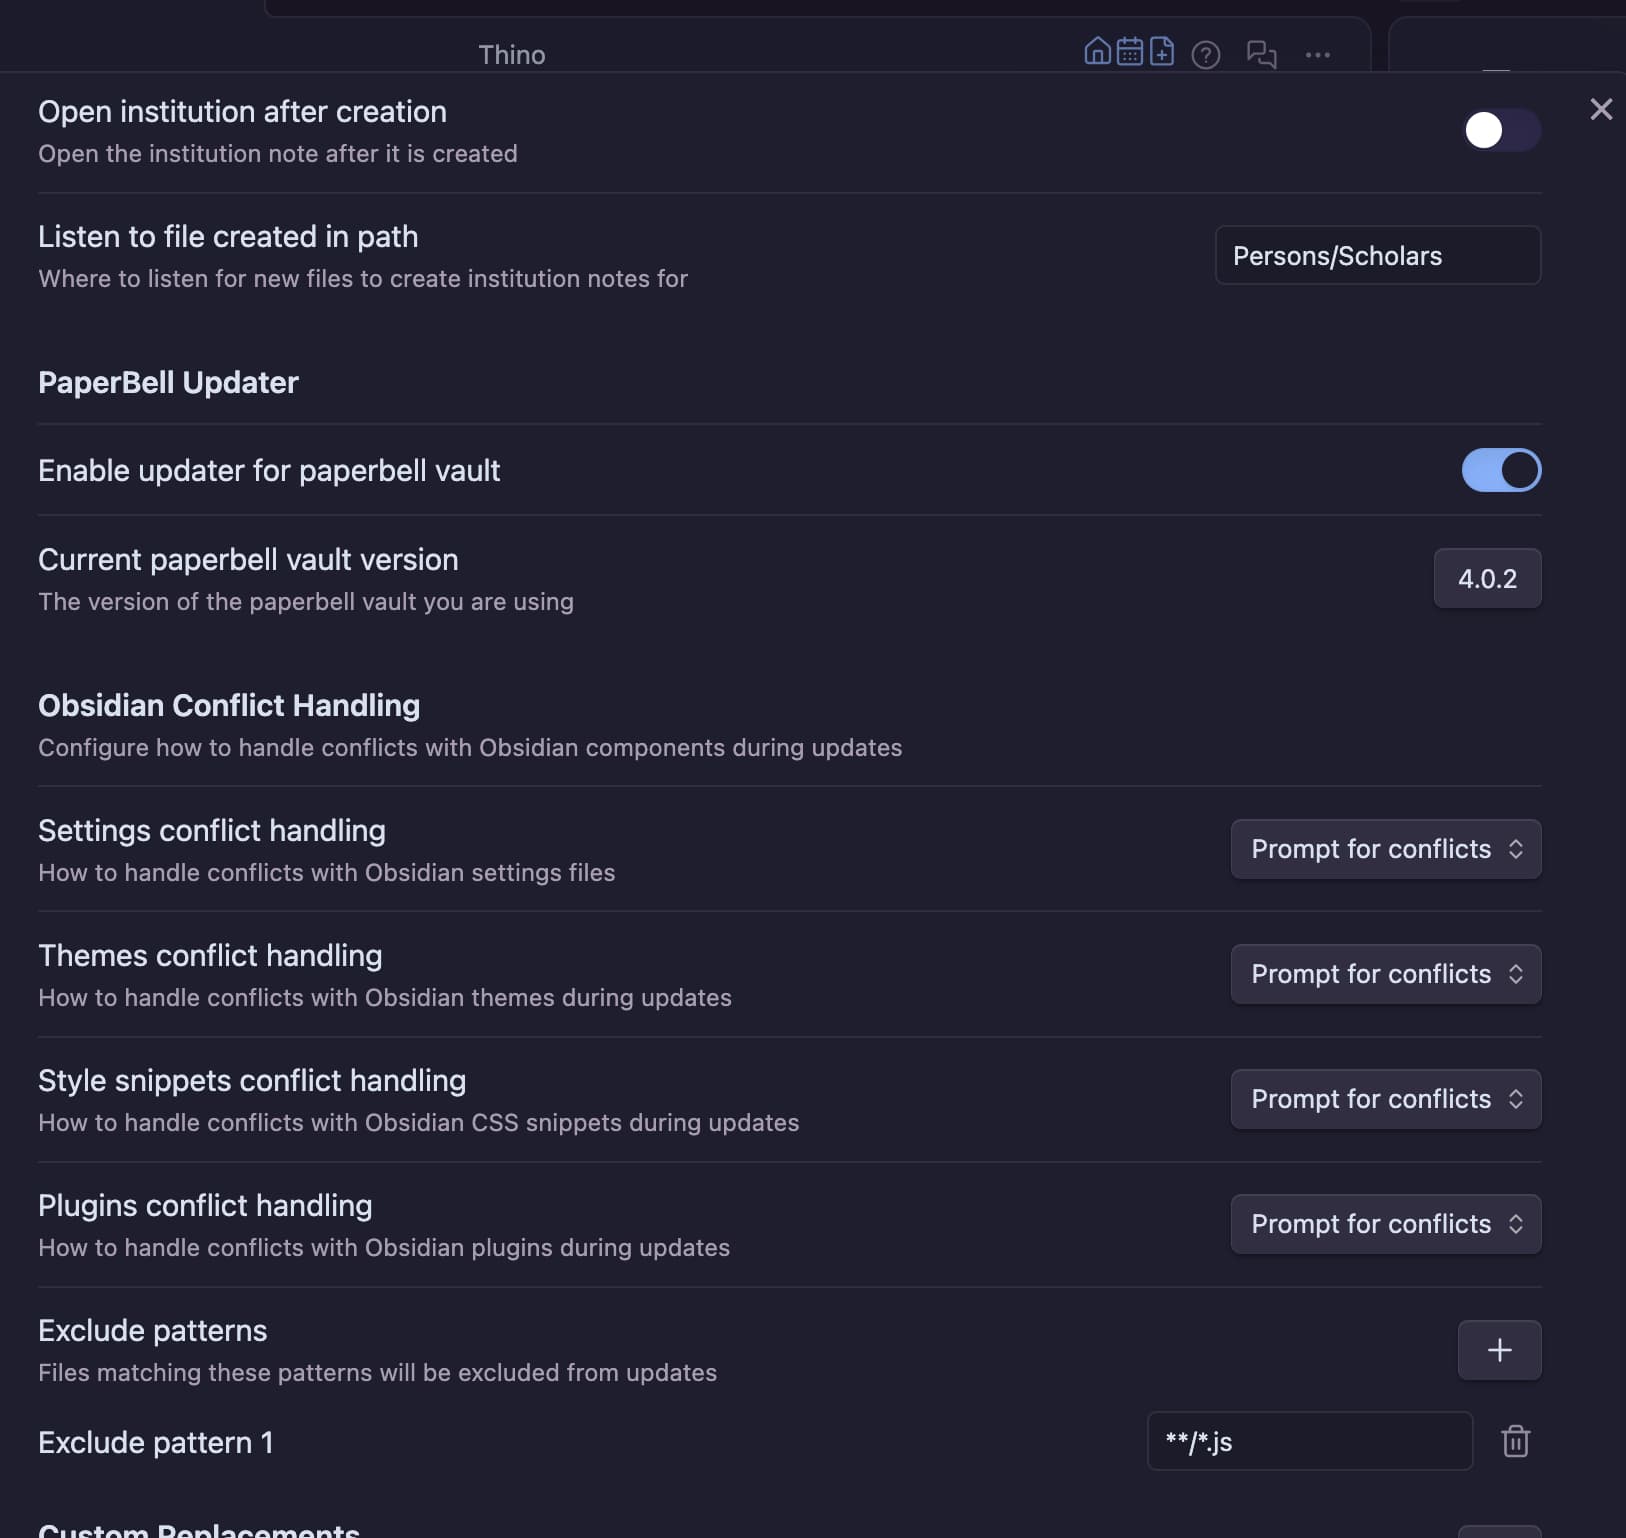 Thino
Open institution after creation
Open the institution note after it is created
Listen to file created in path
Persons/Scholars
Where to listen for new files to create institution notes for
PaperBell Updater
Enable updater for paperbell vault
Current paperbell vault version
4.0.2
The version of the paperbell vault you are using
Obsidian Conflict Handling
Configure how to handle conflicts with Obsidian components during updates
Settings conflict handling
Prompt for conflicts
How to handle conflicts with Obsidian settings files
Themes conflict handling
Prompt for conflicts
How to handle conflicts with Obsidian themes during updates
Style snippets conflict handling
Prompt for conflicts
How to handle conflicts with Obsidian CSS snippets during updates
Plugins conflict handling
Prompt for conflicts
How to handle conflicts with Obsidian plugins during updates
Exclude patterns
Files matching these patterns will be excluded from updates
Exclude pattern 1
**/*.js
Custom Replacements